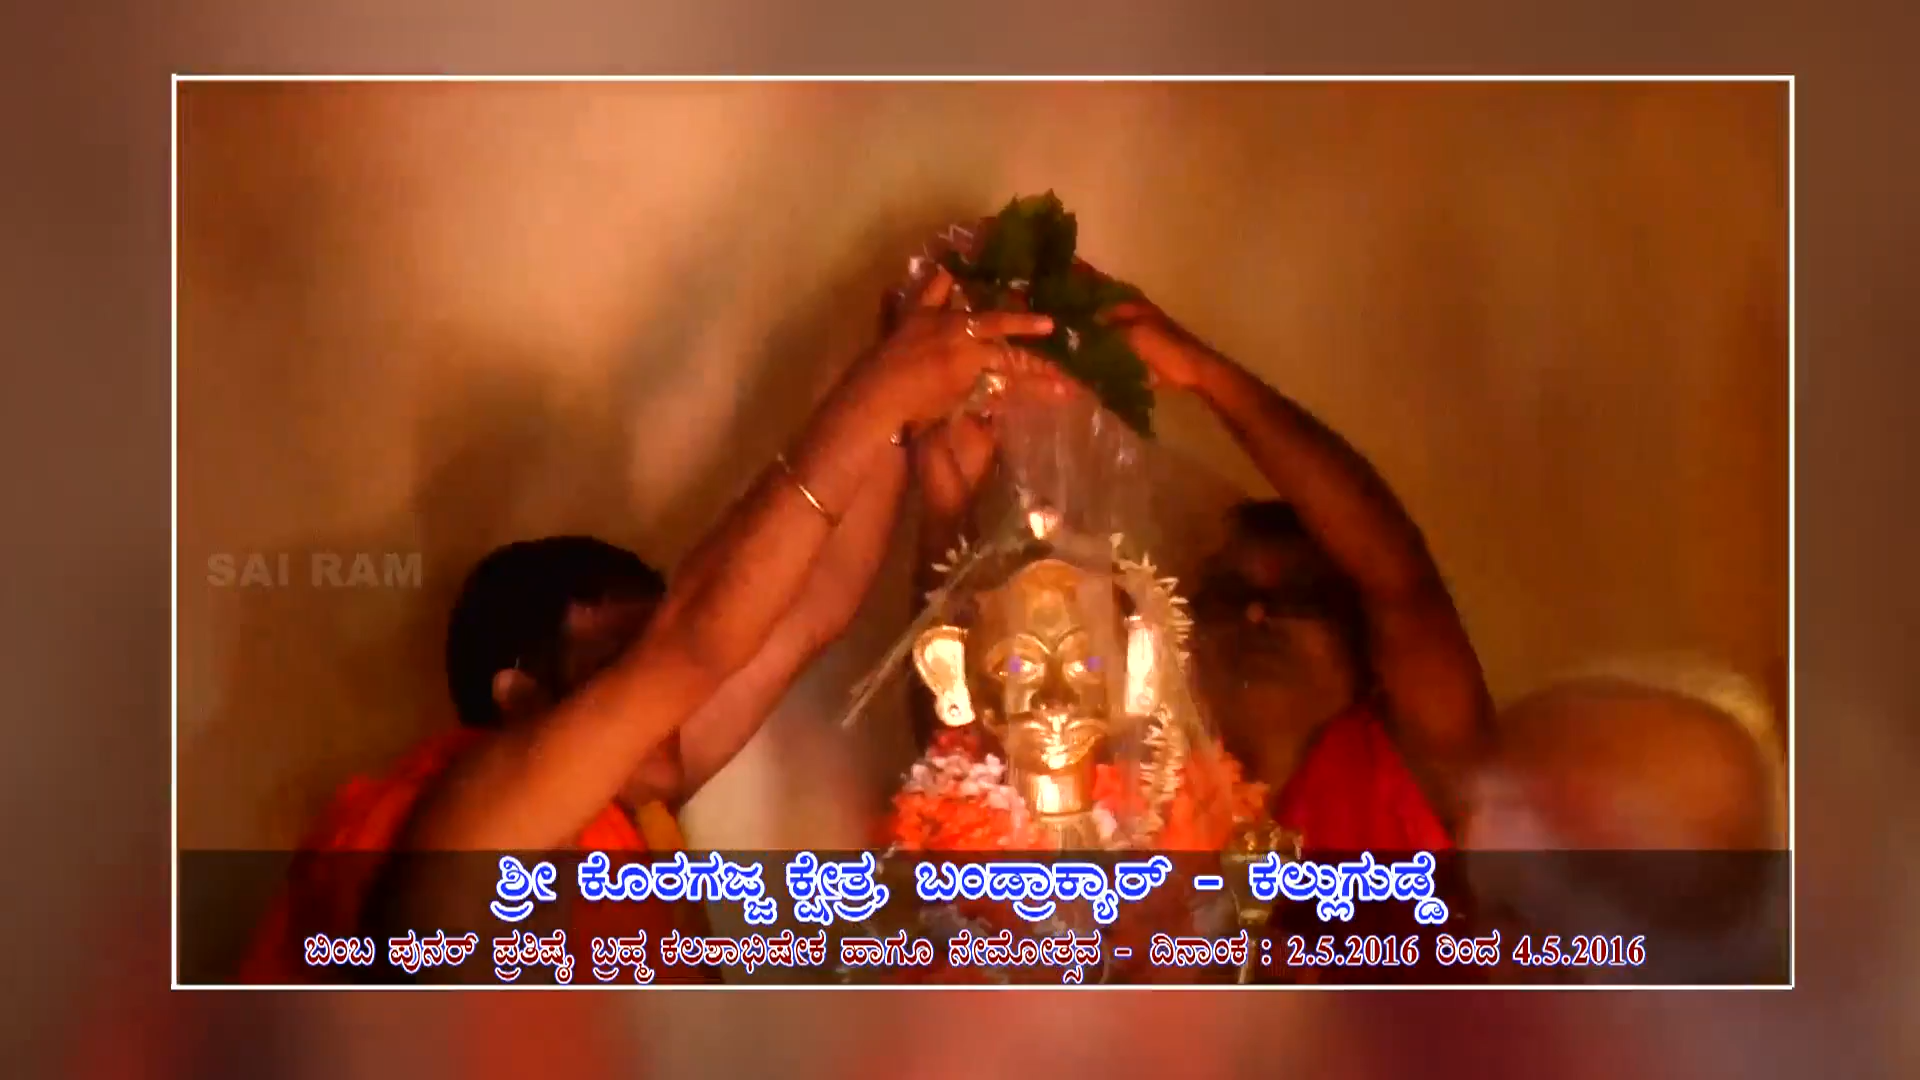 SAI RAM
ಶ್ರೀ ಕೊರಗಜ್ಜ ಕ್ಷೇತ್ರ, ಬಂಡ್ರಾಕ್ಯಾರ್ - ಕಲ್ಲುಗುಡ್ಡೆ
ಬಿಂಬ ಪುನರ್ ಪ್ರತಿಷ್ಠೆ, ಬ್ರಹ್ಮ ಕಲಶಾಭಿಷೇಕ ಹಾಗೂ ನೇಮೋತ್ಸವ - ದಿನಾಂಕ : 2.5.2016 ರಿಂದ 4.5.2016